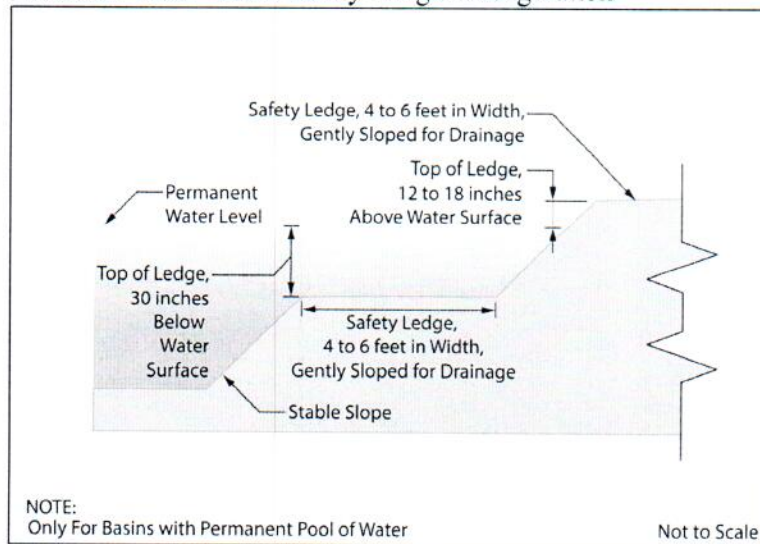 Safety Ledge, 4 to 6 feet in Width,
Gently Sloped for Drainage
Top of Ledge,
12 to 18 inches
Above Water Surface
Permanent
Water Level
Top of Ledge,
30 inches
Below
Water
Surface
Safety Ledge,
4 to 6 feet in Width,
Gently Sloped for Drainage
Stable Slope
NOTE:
Only For Basins with Permanent Pool of Water
Not to Scale